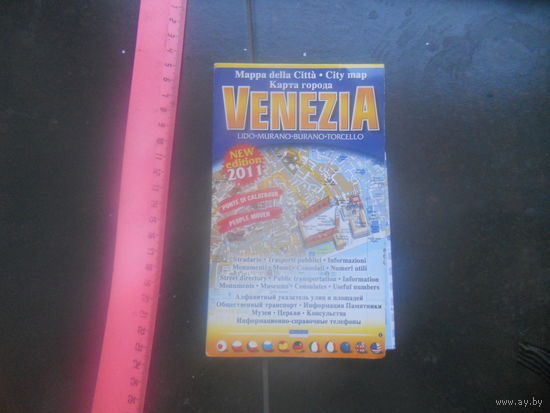 Mappa della Città • City map
Карта города
VENEZIA
LIDO-MURANO-BURANO-TORCELLO
NEW
edition
2011
PONTE DI CALATRAVA
PEOPLE MOVER
Stradario • Trasporti pubblici • Informazioni
Monumenti • Musei • Consolati • Numeri utili
Street directory • Public transportation • Information
Monuments • Museums • Consulates • Useful numbers
Алфавитный указатель улиц и площадей
Общественный транспорт • Информация Памятники
Музеи • Церкви • Консульства
Информационно-справочные телефоны
© www.ay.by